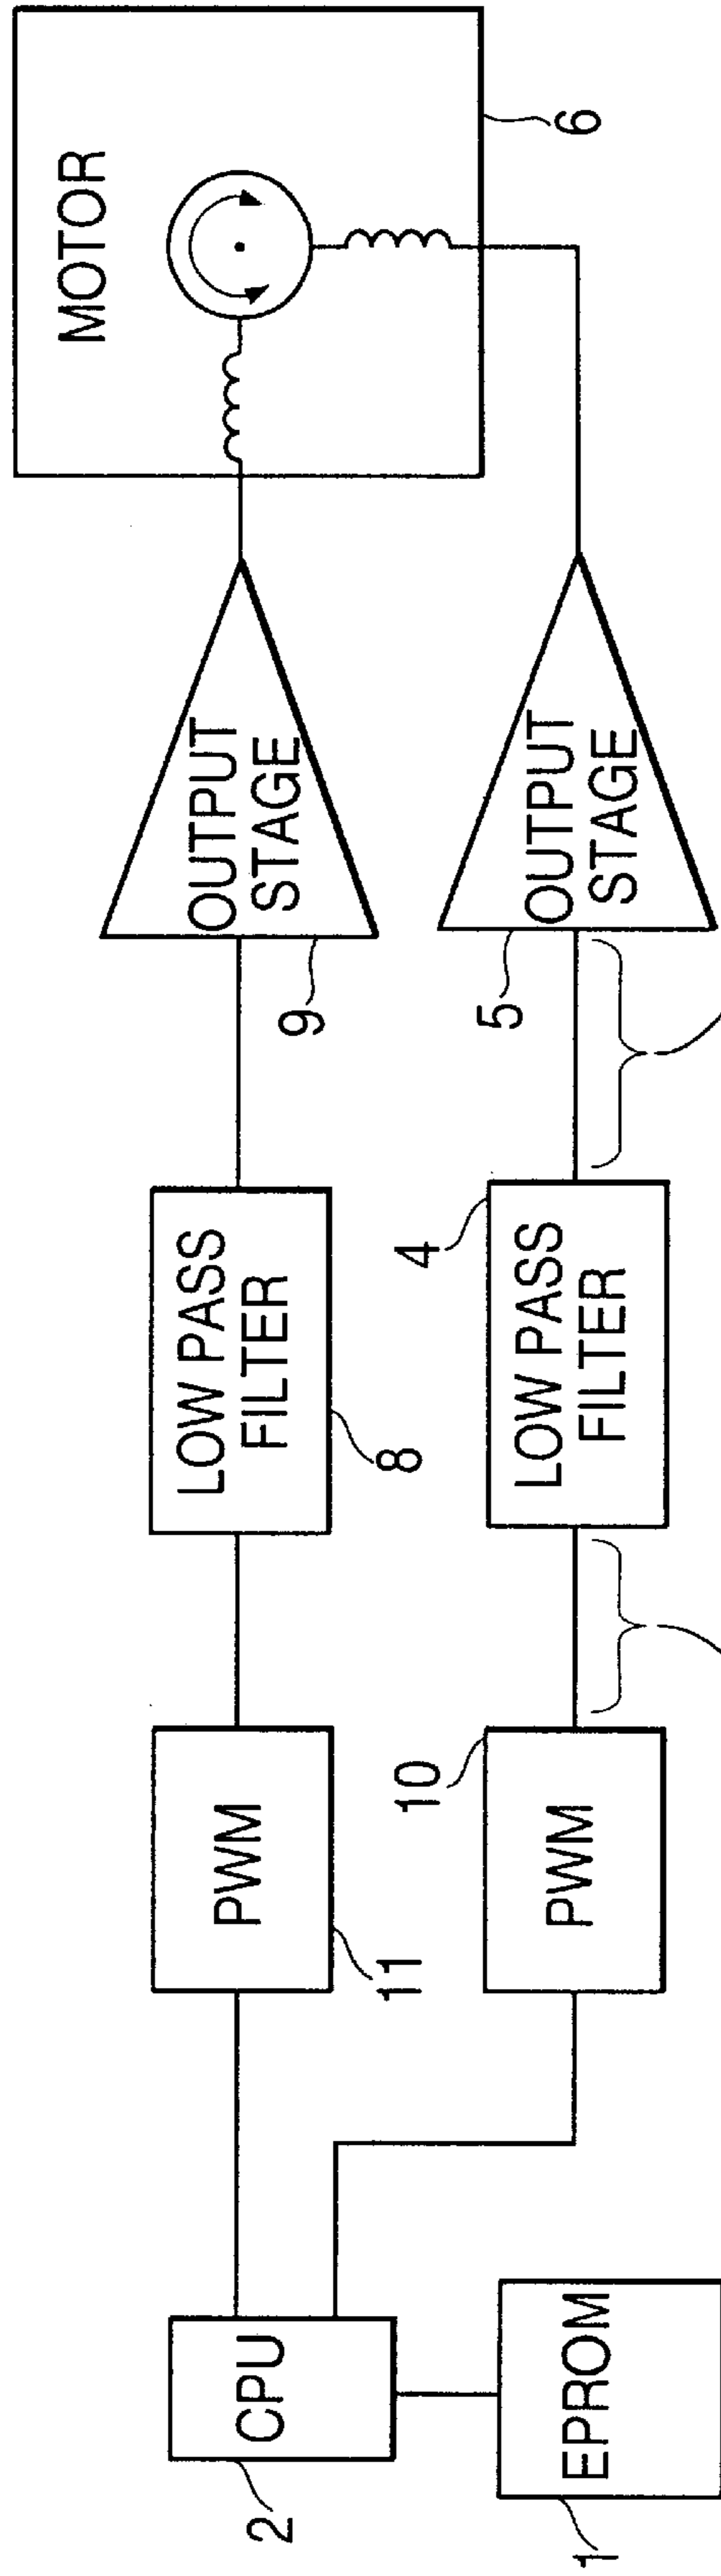 MOTOR
6
OUTPUT
STAGE
9
OUTPUT
STAGE
5
LOW PASS
FILTER
8
LOW PASS
FILTER
4
PWM
11
PWM
10
CPU
2
EPROM
1